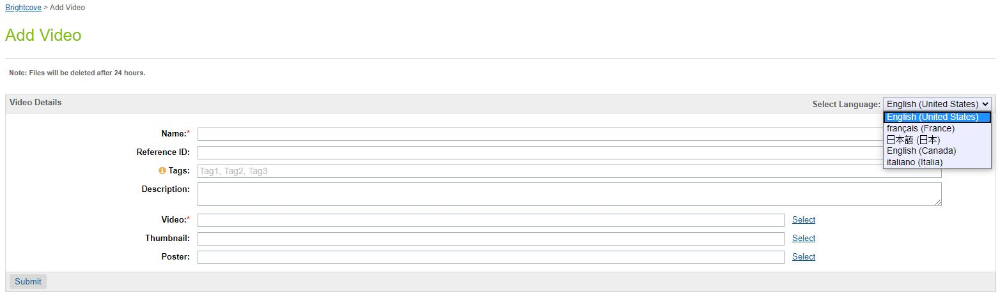 Brightcove > Add Video
Add Video
Note: Files will be deleted after 24 hours.
Video Details
Select Language: English (United States)
English (United States)
français (France)
日本語 (日本)
English (Canada)
italiano (Italia)
Name:*
Reference ID:
Tags: Tag1, Tag2, Tag3
Description:
Video:* Select
Thumbnail: Select
Poster: Select
Submit